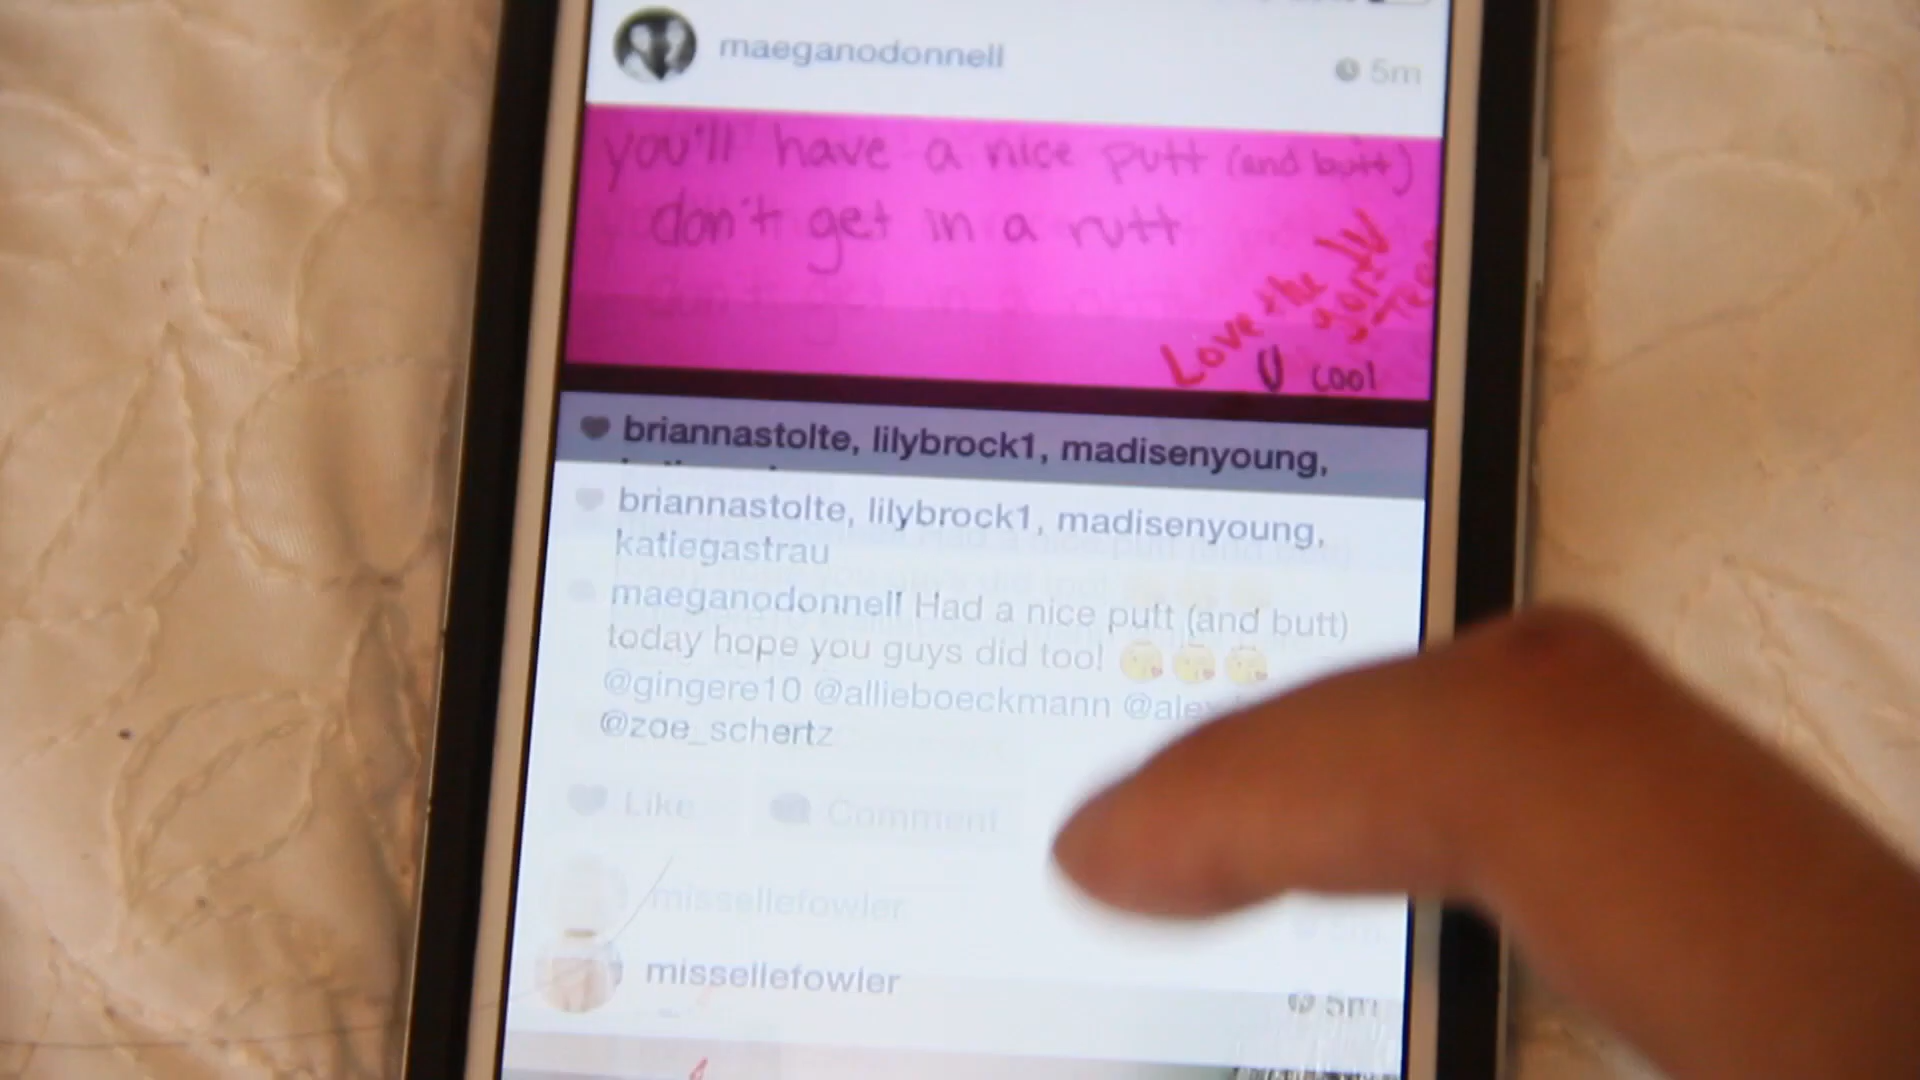 maeganodonnell
5m
you'll have a nice putt (and butt)
don't get in a rutt
Love the
U cool
briannastolte, lilybrock1, madisenyoung,
briannastolte, lilybrock1, madisenyoung,
katiegastrau
maeganodonnell Had a nice putt (and butt)
today hope you guys did too! 😘😘😘
@gingere10 @allieboeckmann
@zoe_schertz
Like
Comment
missellefowler
missellefowler
5m